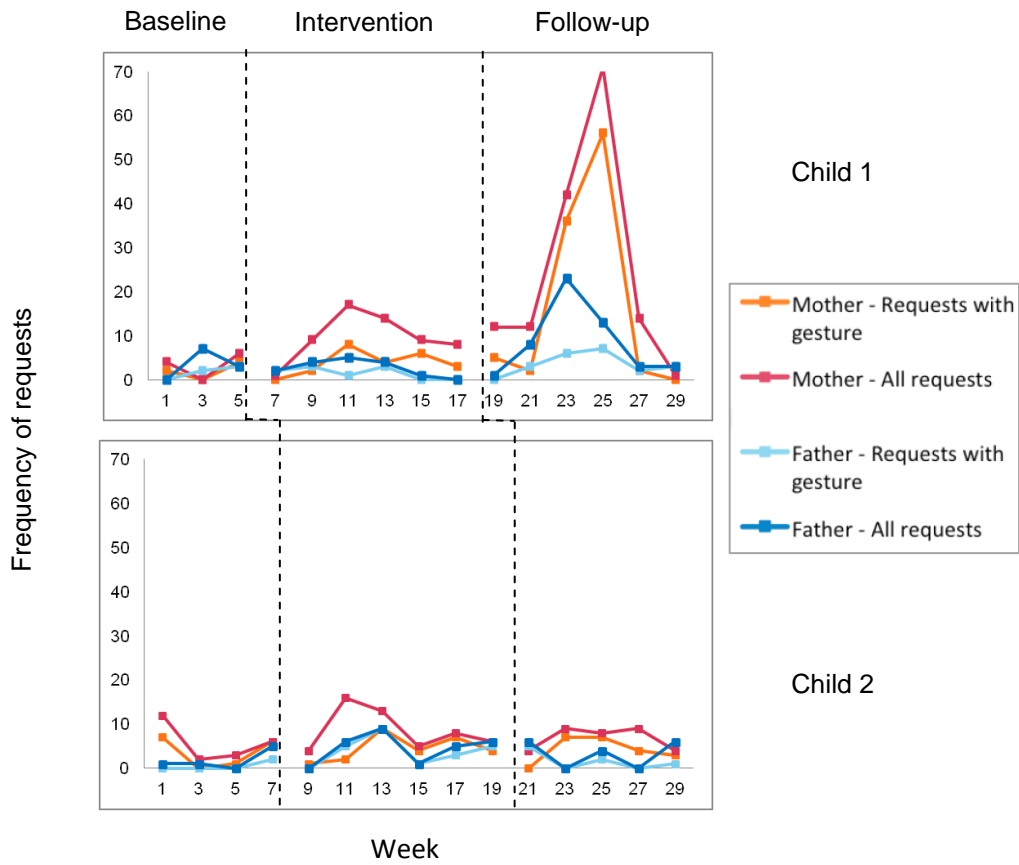 Baseline Intervention Follow-up
70
60
50
40
30
20
10
0
1 3 5 7 9 11 13 15 17 19 21 23 25 27 29
Child 1
Frequency of requests
Mother - Requests with
gesture
Mother - All requests
Father - Requests with
gesture
Father - All requests
70
60
50
40
30
20
10
0
1 3 5 7 9 11 13 15 17 19 21 23 25 27 29
Child 2
Week